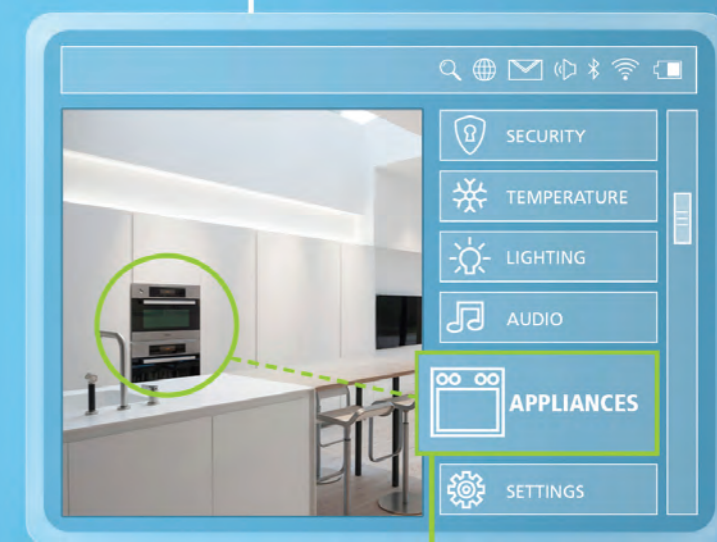 SECURITY
TEMPERATURE
LIGHTING
AUDIO
APPLIANCES
SETTINGS